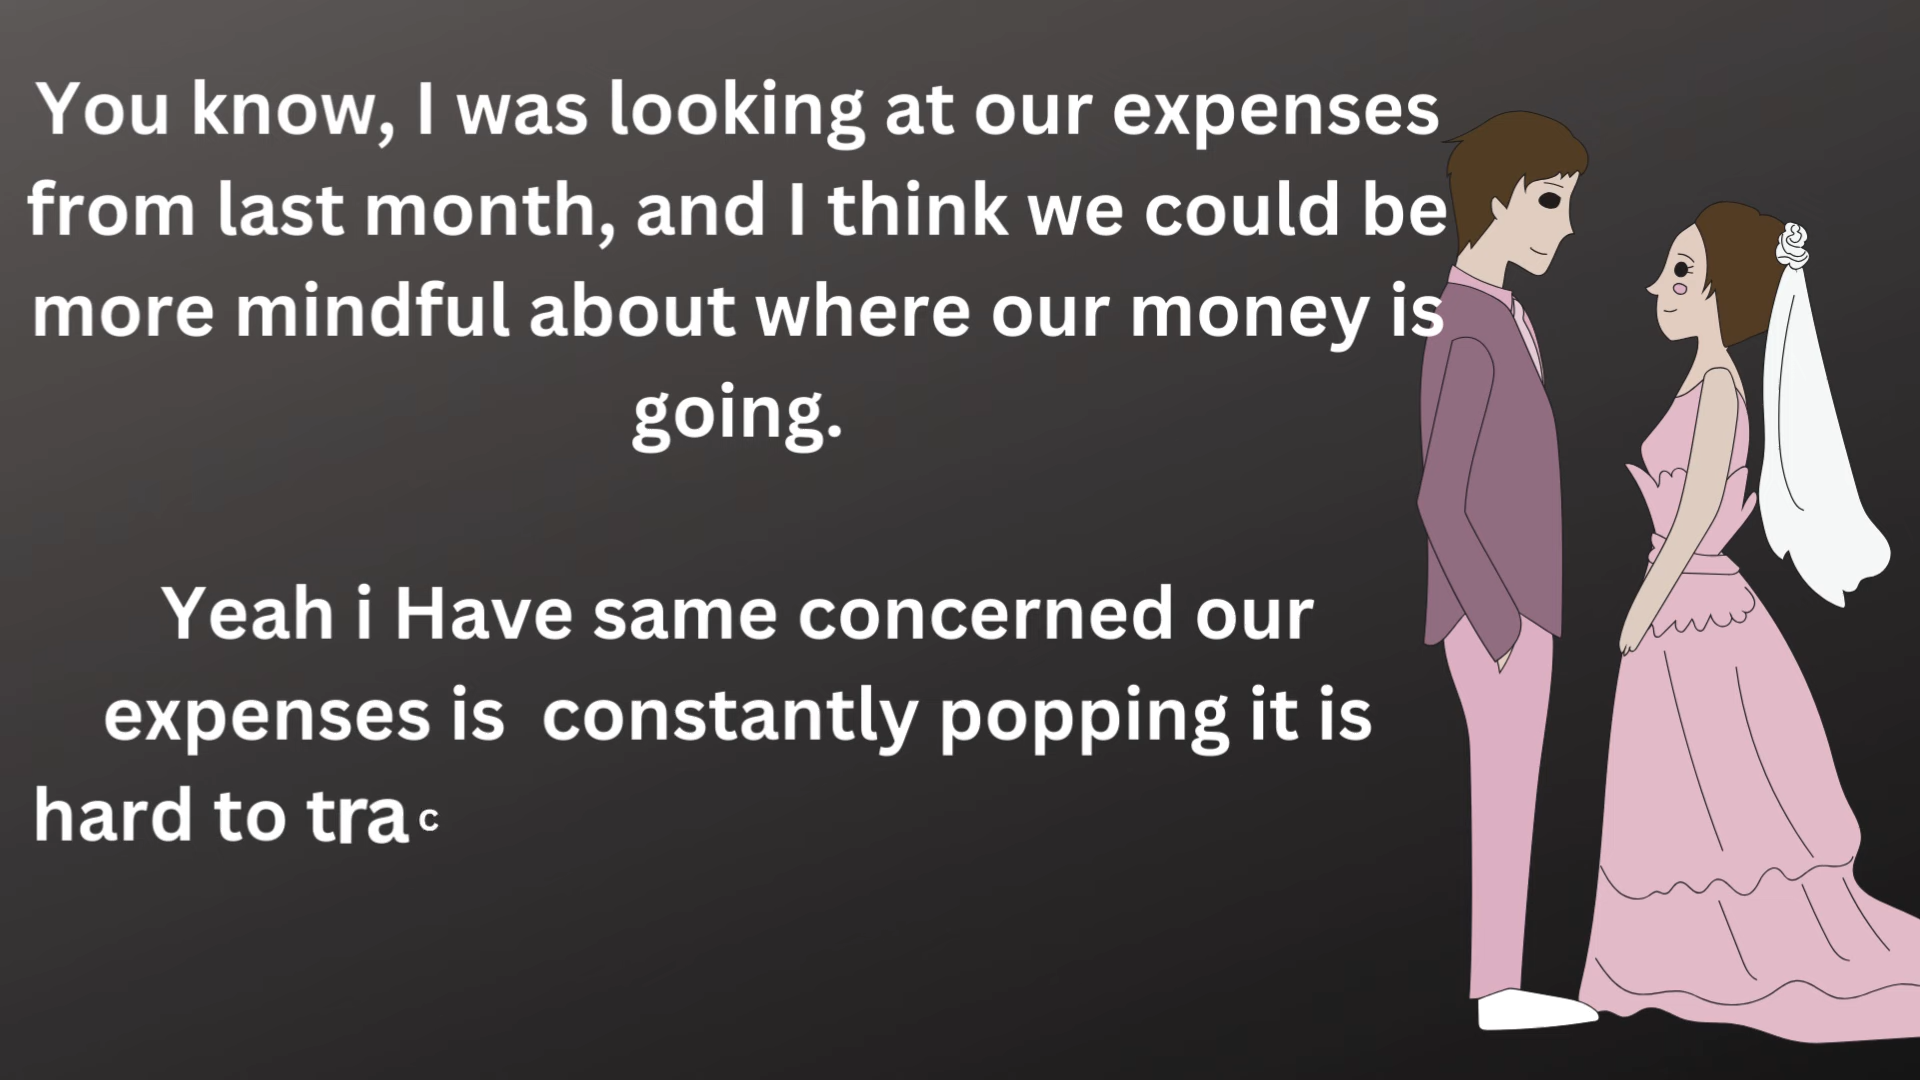 You know, I was looking at our expenses
from last month, and I think we could be
more mindful about where our money is
going.
Yeah i Have same concerned our
expenses is  constantly popping it is
hard to trac